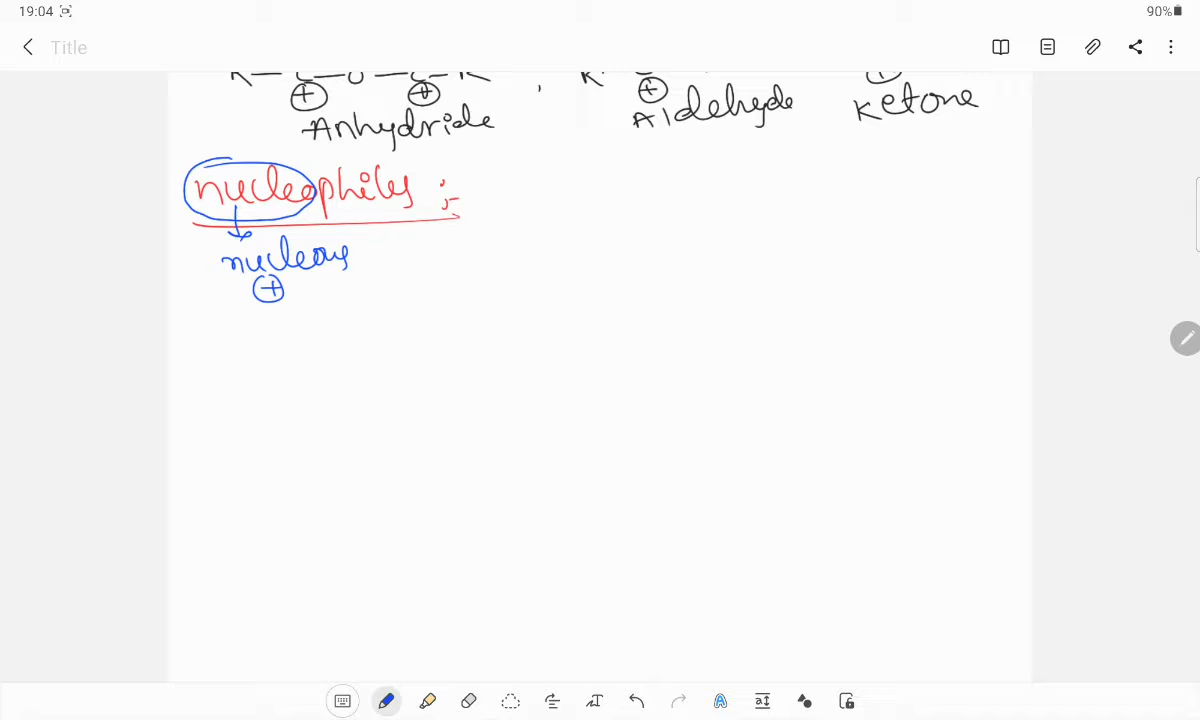 19:04 90%
Title
R—C—O—C—R , R
⊕ ⊕ ⊕
Anhydride Aldehyde Ketone
nucleophiles :-
nucleous
⊕